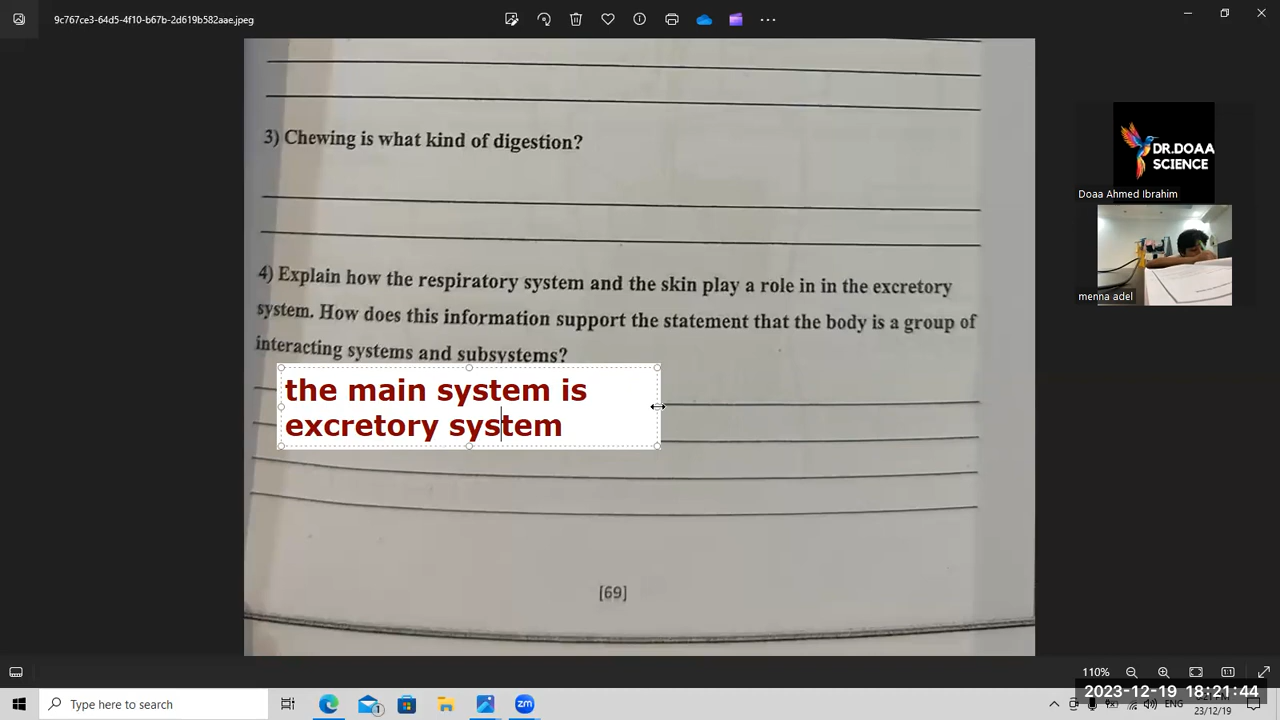 9c767ce3-64d5-4f10-b67b-2d619b582aae.jpeg
3) Chewing is what kind of digestion?
4) Explain how the respiratory system and the skin play a role in in the excretory
system. How does this information support the statement that the body is a group of
interacting systems and subsystems?
the main system is
excretory system
[69]
DR.DOAA
SCIENCE
Doaa Ahmed Ibrahim
menna adel
110%
Type here to search
1
zm
ENG
2023-12-19 18:21:44
23/12/19